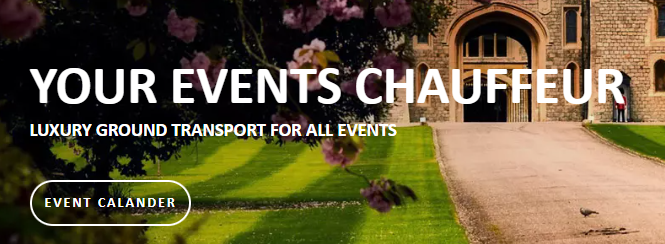 YOUR EVENTS CHAUFFEUR
LUXURY GROUND TRANSPORT FOR ALL EVENTS
EVENT CALANDER